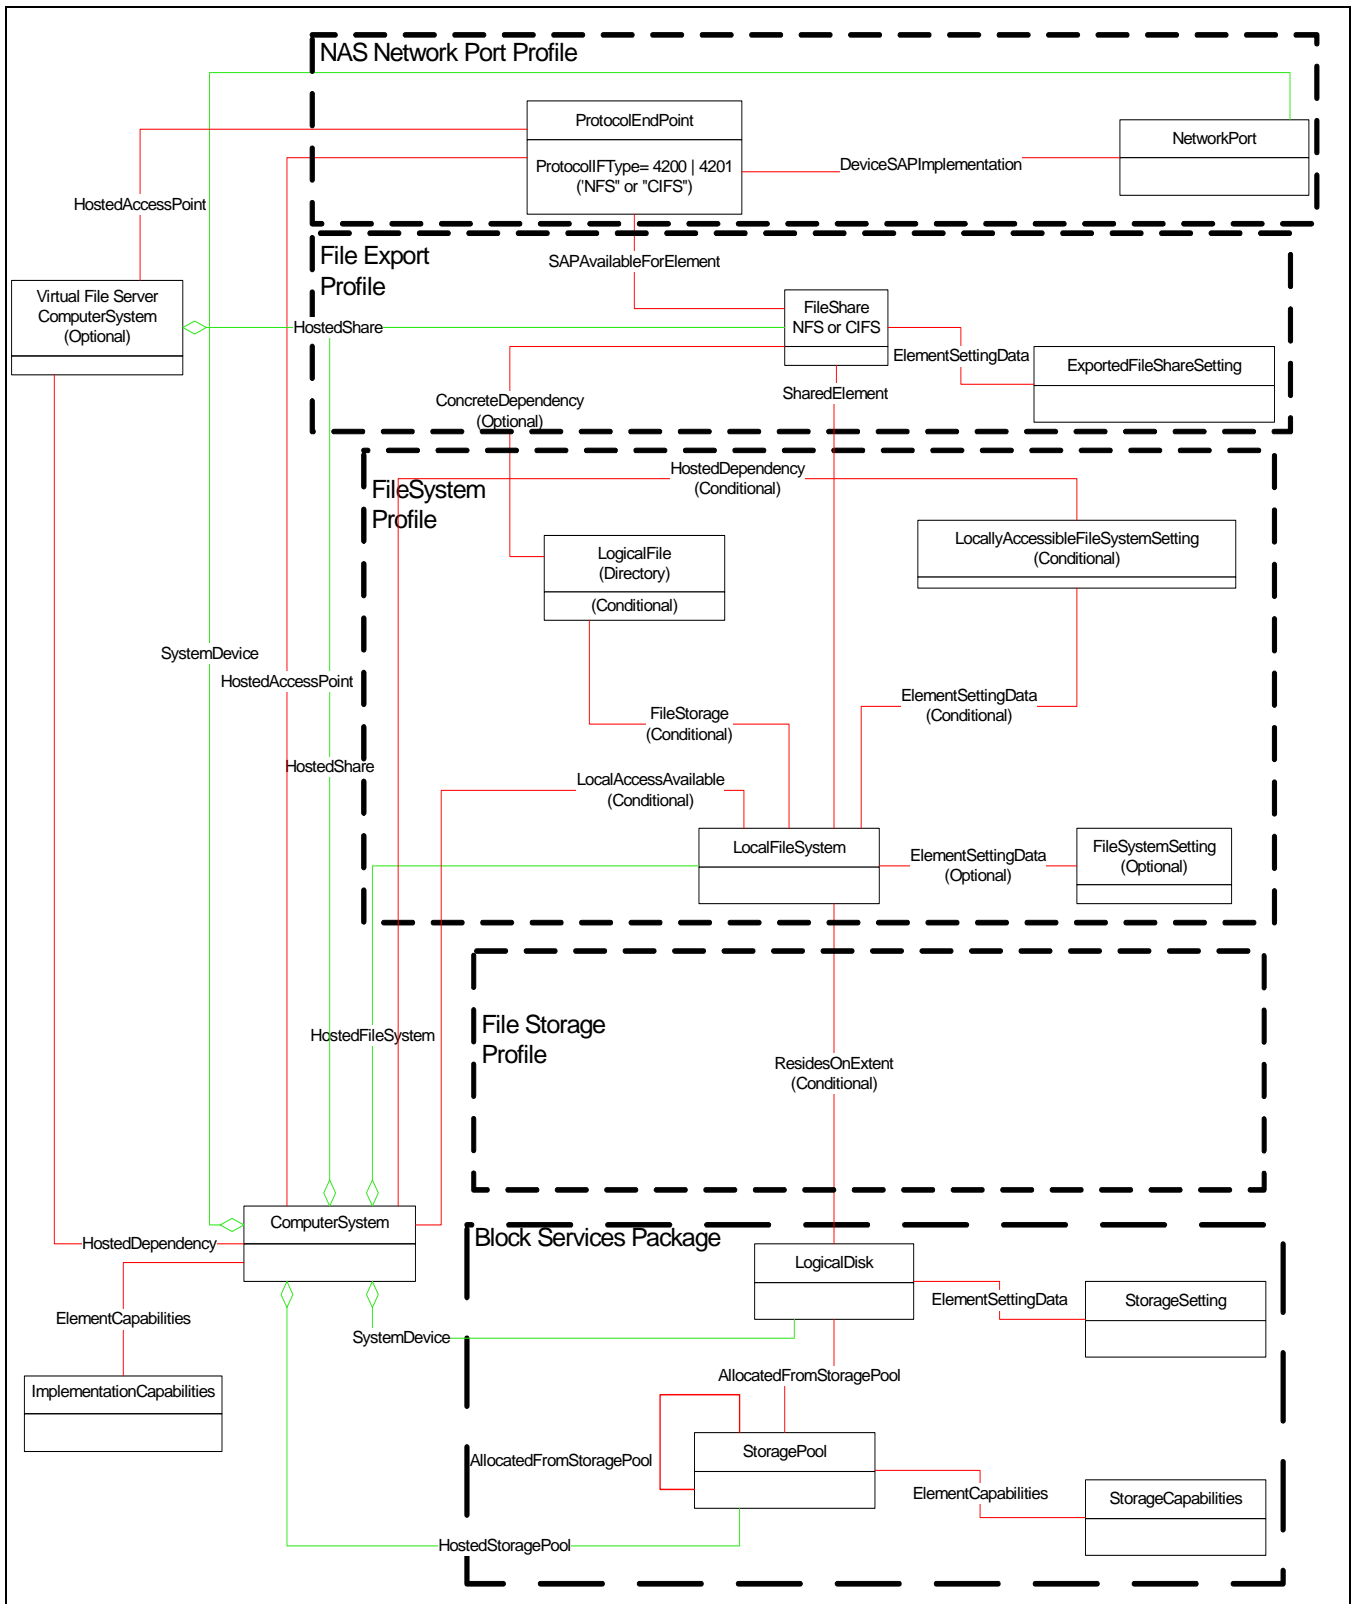 NAS Network Port Profile
ProtocolEndPoint
ProtocolIFType= 4200 | 4201
("NFS" or "CIFS")
DeviceSAPImplementation
NetworkPort
HostedAccessPoint
File Export
Profile
SAPAvailableForElement
Virtual File Server
ComputerSystem
(Optional)
HostedShare
FileShare
NFS or CIFS
ElementSettingData
ExportedFileShareSetting
ConcreteDependency
(Optional)
SharedElement
FileSystem
Profile
HostedDependency
(Conditional)
LogicalFile
(Directory)
(Conditional)
LocallyAccessibleFileSystemSetting
(Conditional)
SystemDevice
HostedAccessPoint
FileStorage
(Conditional)
ElementSettingData
(Conditional)
HostedShare
LocalAccessAvailable
(Conditional)
LocalFileSystem
ElementSettingData
(Optional)
FileSystemSetting
(Optional)
File Storage
Profile
HostedFileSystem
ResidesOnExtent
(Conditional)
ComputerSystem
HostedDependency
Block Services Package
LogicalDisk
ElementSettingData
StorageSetting
ElementCapabilities
SystemDevice
ImplementationCapabilities
AllocatedFromStoragePool
AllocatedFromStoragePool
StoragePool
ElementCapabilities
StorageCapabilities
HostedStoragePool